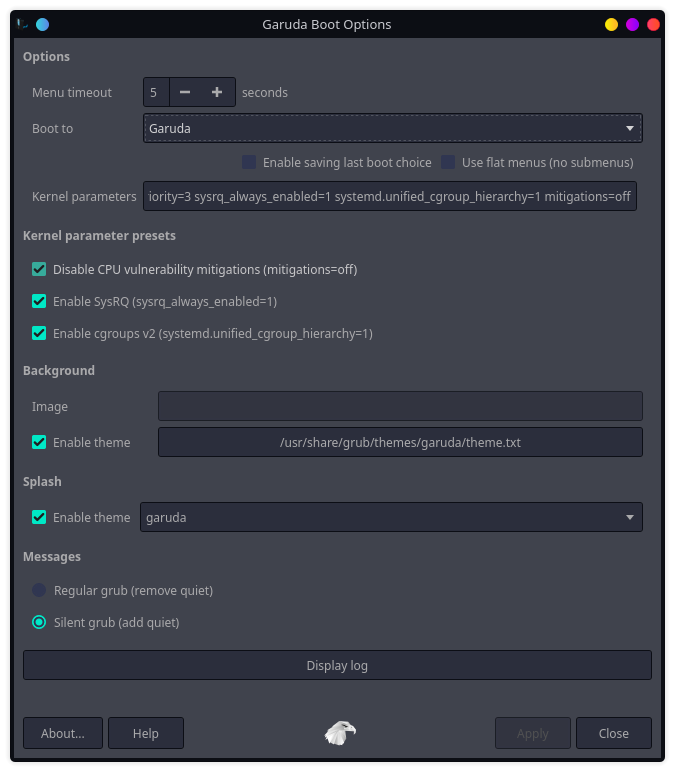 Garuda Boot Options
Options
Menu timeout 5 seconds
Boot to Garuda
Enable saving last boot choice Use flat menus (no submenus)
Kernel parameters iority=3 sysrq_always_enabled=1 systemd.unified_cgroup_hierarchy=1 mitigations=off
Kernel parameter presets
Disable CPU vulnerability mitigations (mitigations=off)
Enable SysRQ (sysrq_always_enabled=1)
Enable cgroups v2 (systemd.unified_cgroup_hierarchy=1)
Background
Image
Enable theme /usr/share/grub/themes/garuda/theme.txt
Splash
Enable theme garuda
Messages
Regular grub (remove quiet)
Silent grub (add quiet)
Display log
About... Help Apply Close